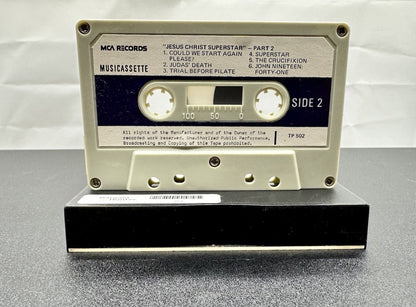 MCA RECORDS
MUSICASSETTE
"JESUS CHRIST SUPERSTAR" – PART 2
1. COULD WE START AGAIN PLEASE?
2. JUDAS' DEATH
3. TRIAL BEFORE PILATE
4. SUPERSTAR
5. THE CRUCIFIXION
6. JOHN NINETEEN: FORTY-ONE
SIDE 2
100 50 0
All rights of the Manufacturer and of the Owner of the
recorded work reserved. Unauthorized Public Performance,
Broadcasting and Copying of this Tape prohibited.
TP 502